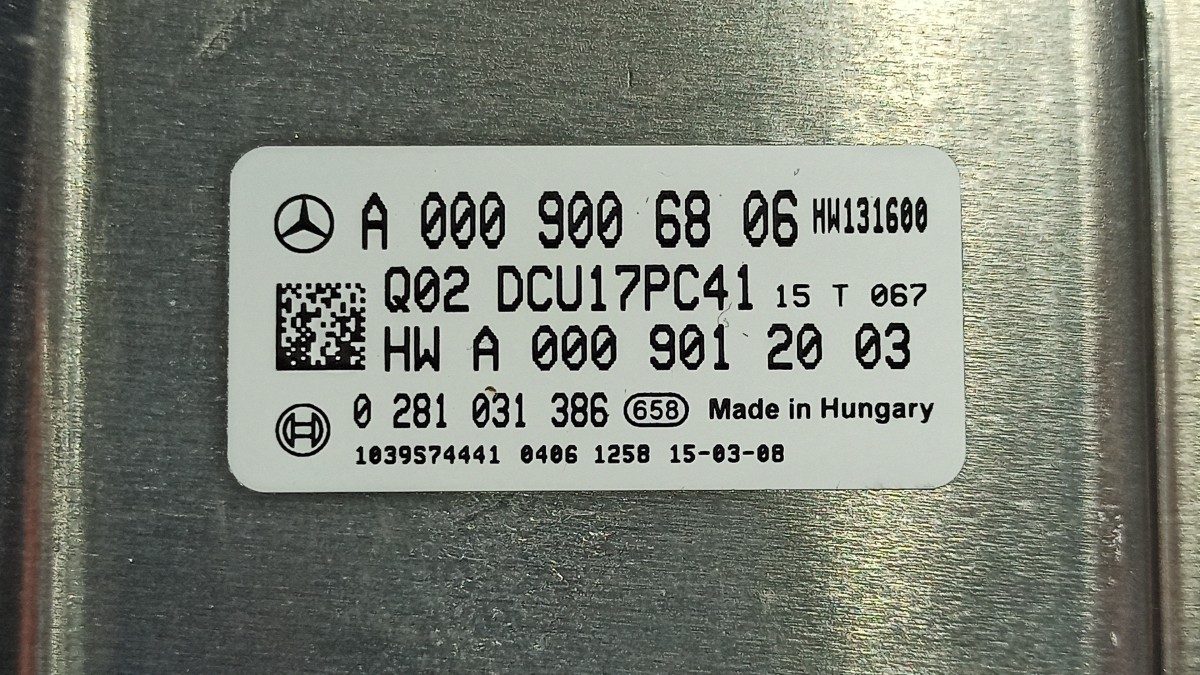 A 000 900 68 06 HW131600
Q02 DCU17PC41 15 T 067
HW A 000 901 20 03
0 281 031 386 658 Made in Hungary
1039S74441 0406 1258 15-03-08